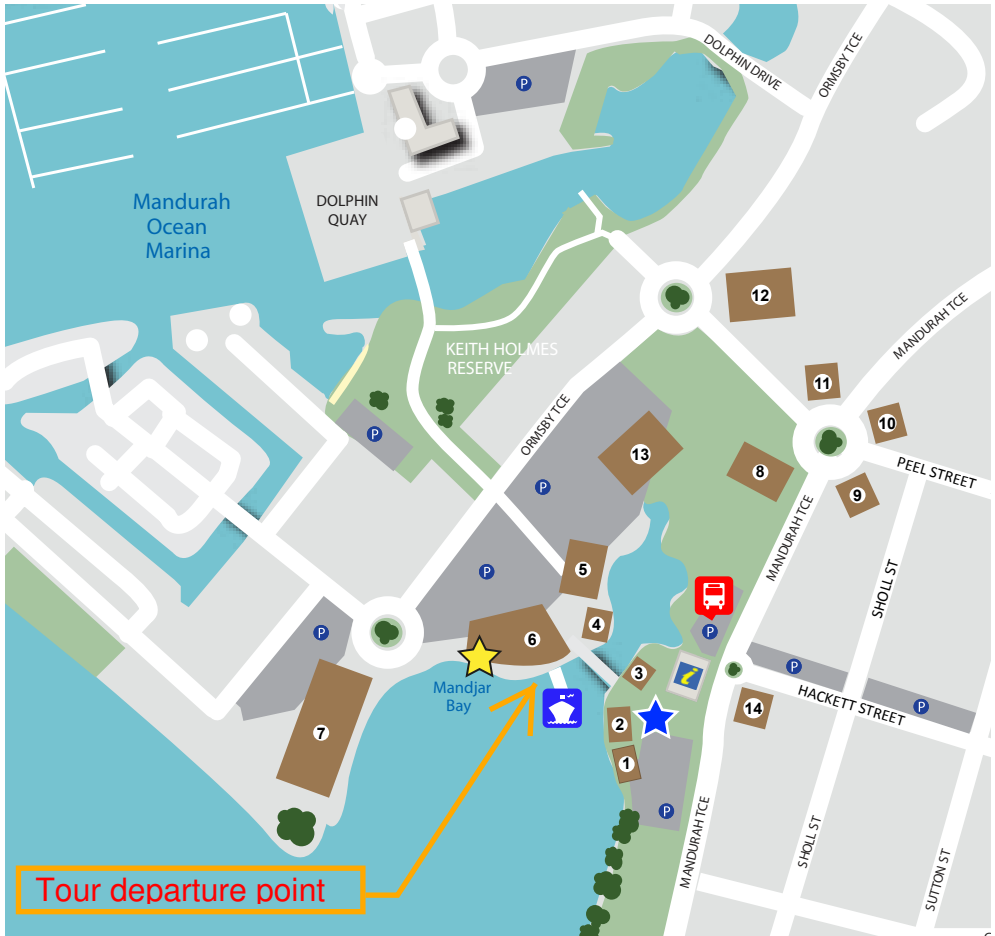 DOLPHIN DRIVE
ORMSBY TCE
P
Mandurah
Ocean
Marina
DOLPHIN
QUAY
12
MANDURAH TCE
KEITH HOLMES
RESERVE
11
10
ORMSBY TCE
P
13
8
PEEL STREET
P
P
9
MANDURAH TCE
SHOLL ST
P
5
4
P
P
6
3
i
P
HACKETT STREET
P
Mandjar
Bay
14
2
7
1
P
MANDURAH TCE
SHOLL ST
SUTTON ST
Tour departure point